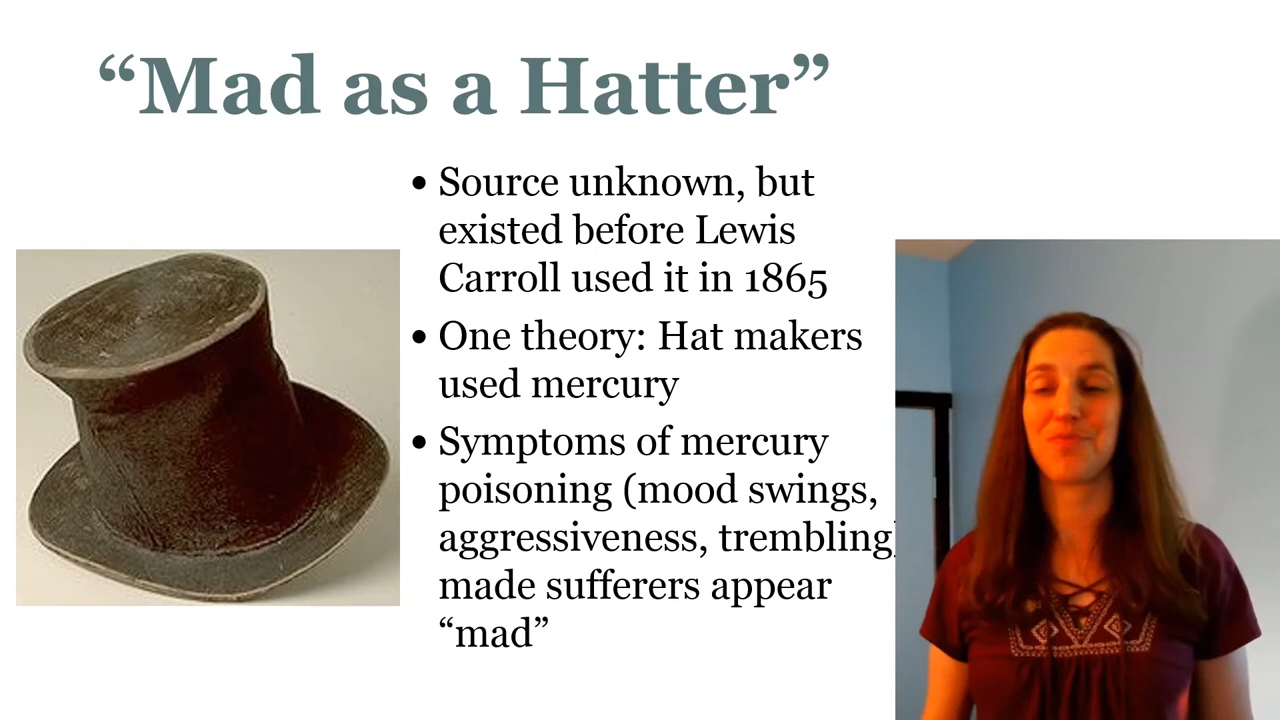 “Mad as a Hatter”
• Source unknown, but
existed before Lewis
Carroll used it in 1865
• One theory: Hat makers
used mercury
• Symptoms of mercury
poisoning (mood swings,
aggressiveness, trembling)
made sufferers appear
“mad”